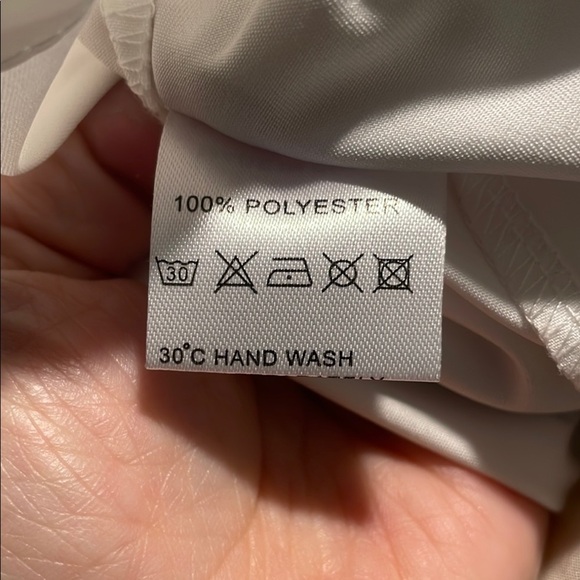 100% POLYESTER
30
30°C HAND WASH